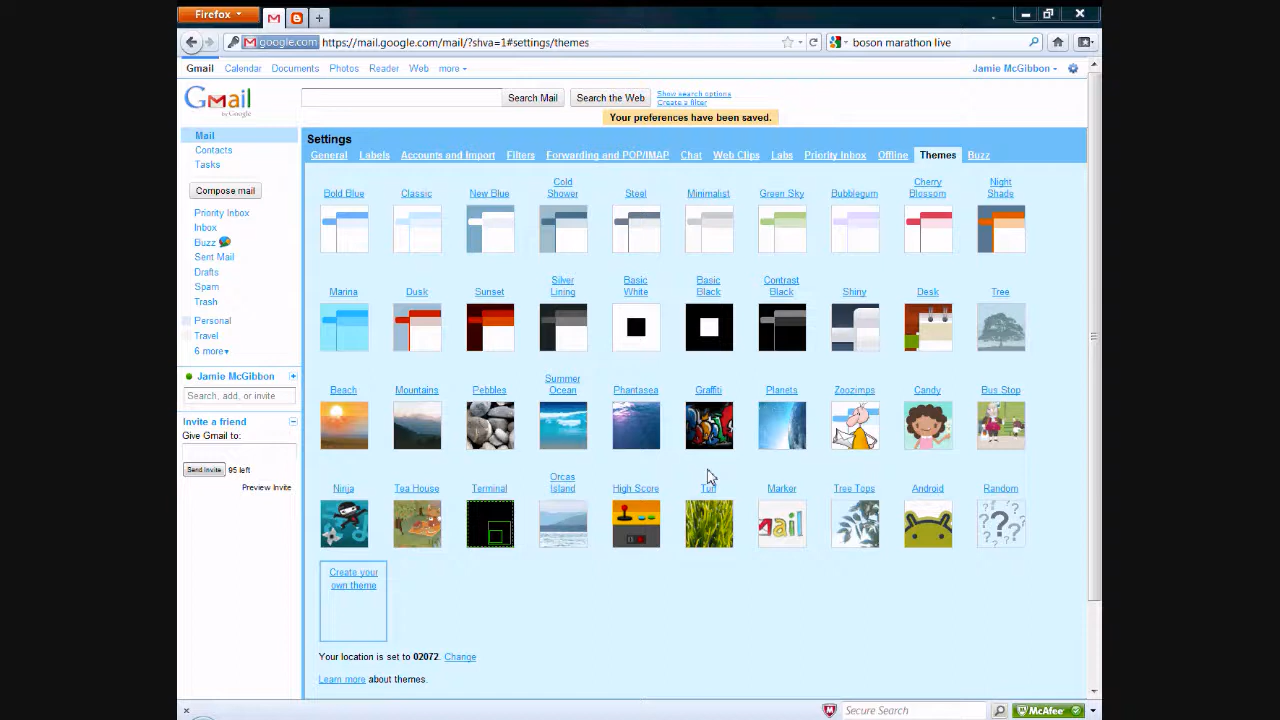 Firefox
google.com https://mail.google.com/mail/?shva=1#settings/themes
boson marathon live
Gmail Calendar Documents Photos Reader Web more
Jamie McGibbon
Gmail
by Google
Search Mail
Search the Web
Show search options
Create a filter
Your preferences have been saved.
Mail
Contacts
Tasks
Compose mail
Priority Inbox
Inbox
Buzz
Sent Mail
Drafts
Spam
Trash
Personal
Travel
6 more
Jamie McGibbon
Search, add, or invite
Invite a friend
Give Gmail to:
Send Invite 95 left
Preview Invite
Settings
General Labels Accounts and Import Filters Forwarding and POP/IMAP Chat Web Clips Labs Priority Inbox Offline Themes Buzz
Bold Blue Classic New Blue Cold Shower Steel Minimalist Green Sky Bubblegum Cherry Blossom Night Shade
Marina Dusk Sunset Silver Lining Basic White Basic Black Contrast Black Shiny Desk Tree
Beach Mountains Pebbles Summer Ocean Phantasea Graffiti Planets Zoozimps Candy Bus Stop
Ninja Tea House Terminal Orcas Island High Score Turf Marker Tree Tops Android Random
mail
Create your
own theme
Your location is set to 02072. Change
Learn more about themes.
Secure Search
McAfee